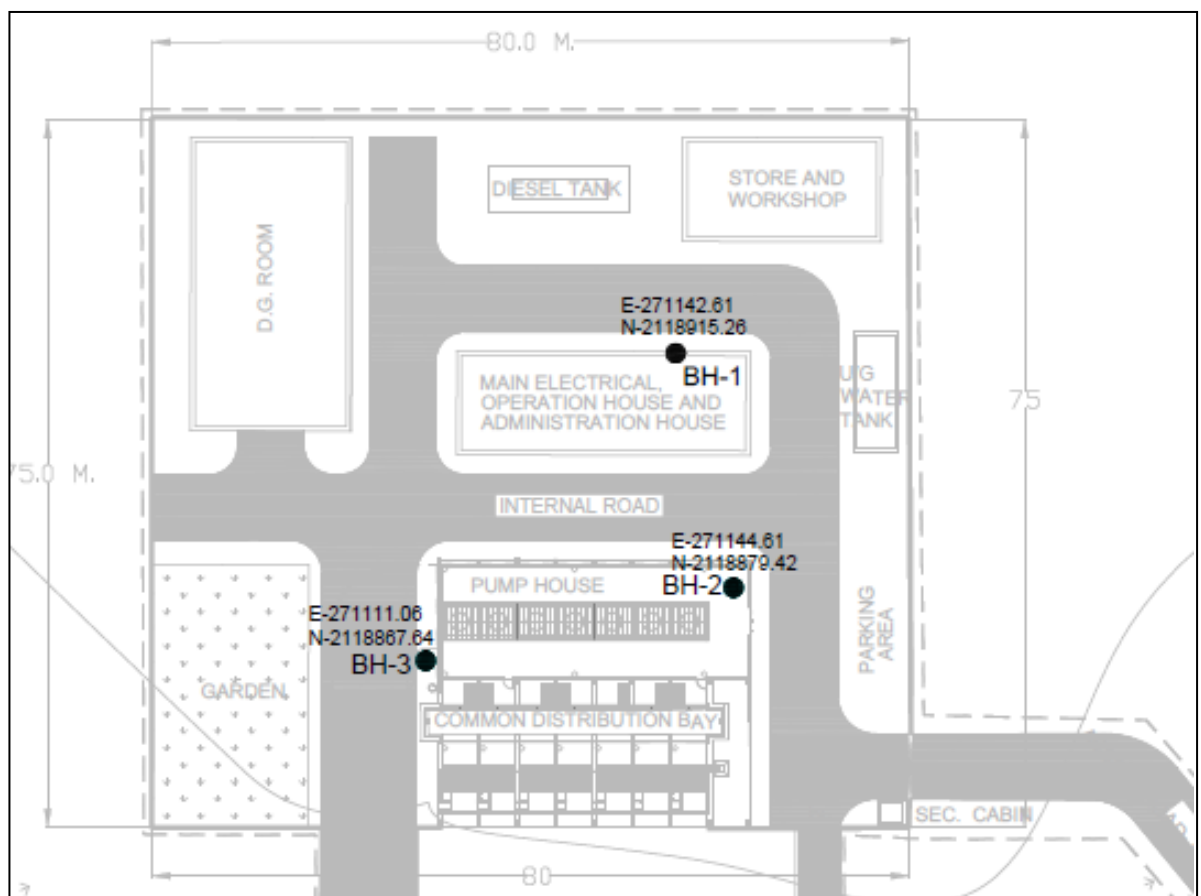 80.0 M.
DIESEL TANK
STORE AND
WORKSHOP
D.G. ROOM
E-271142.61
N-2118915.26
BH-1
MAIN ELECTRICAL,
OPERATION HOUSE AND
ADMINISTRATION HOUSE
U/G
WATER
TANK
75
75.0 M.
INTERNAL ROAD
E-271144.61
N-2118879.42
PUMP HOUSE
BH-2
E-271111.06
N-2118867.64
BH-3
PARKING
AREA
GARDEN
COMMON DISTRIBUTION BAY
SEC. CABIN
80